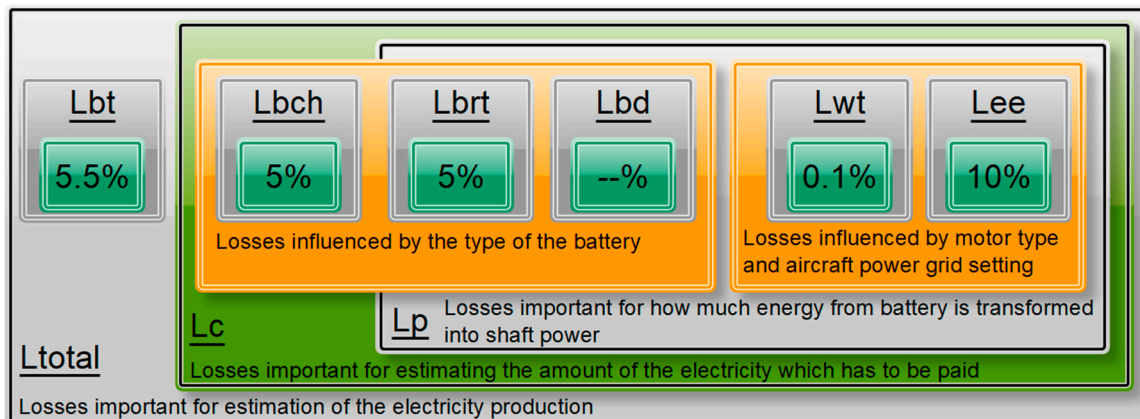 Lbt
Lbch
Lbrt
Lbd
Lwt
Lee
5.5%
5%
5%
--%
0.1%
10%
Losses influenced by the type of the battery
Losses influenced by motor type
and aircraft power grid setting
Lp
Losses important for how much energy from battery is transformed
into shaft power
Lc
Losses important for estimating the amount of the electricity which has to be paid
Ltotal
Losses important for estimation of the electricity production